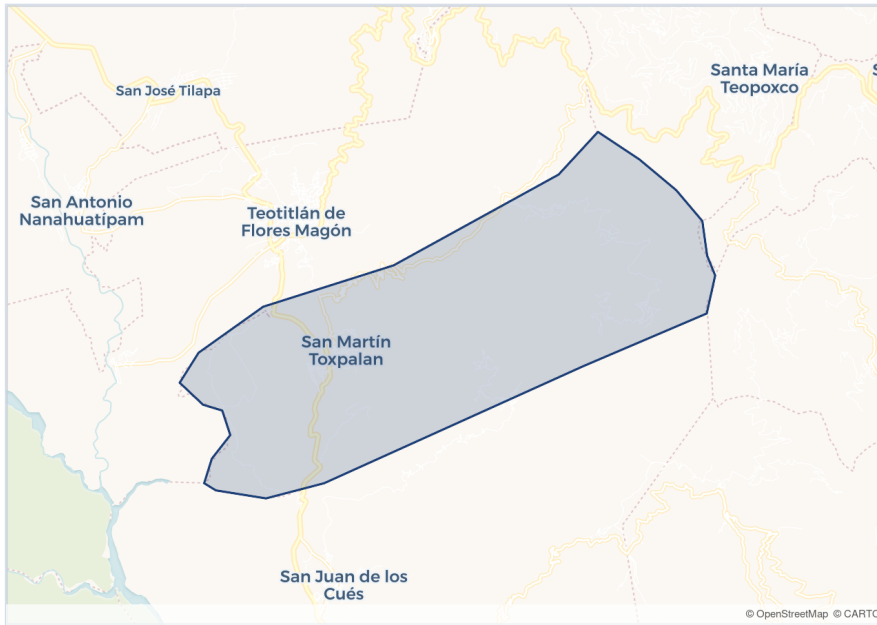 Santa María
Teopoxco
S
San José Tilapa
San Antonio
Nanahuatípam
Teotitlán de
Flores Magón
San Martín
Toxpalan
San Juan de los
Cués
© OpenStreetMap © CARTO